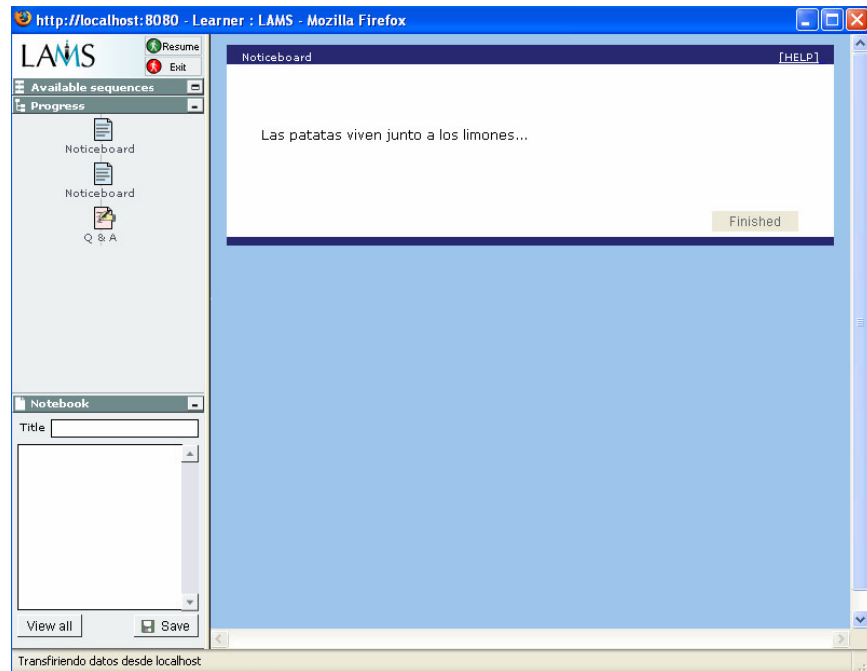 http://localhost:8080 - Learner : LAMS - Mozilla Firefox
LAMS
Resume
Exit
Available sequences
Progress
Noticeboard
Noticeboard
Q & A
Notebook
Title
View all
Save
Noticeboard
[HELP]
Las patatas viven junto a los limones...
Finished
Transfiriendo datos desde localhost